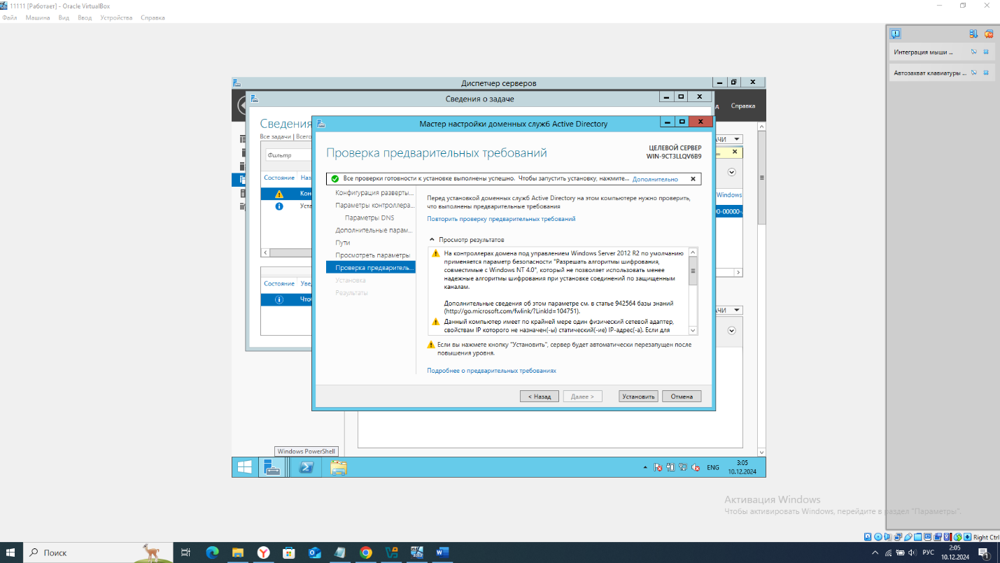 11111 [Работает] - Oracle VirtualBox
Файл Машина Вид Ввод Устройства Справка
Интеграция мыши ...
Автозахват клавиатуры ...
Диспетчер серверов
Справка
Сведения о задаче
Сведения
Все задачи | Всего
Фильтр
Состояние Наз
Кон
Уста
Состояние Уве
Что
АЧИ
Windows
00-00000-
АЧИ
Мастер настройки доменных служб Active Directory
Проверка предварительных требований
ЦЕЛЕВОЙ СЕРВЕР
WIN-9CT3LLQV6B9
Все проверки готовности к установке выполнены успешно. Чтобы запустить установку, нажмите... Дополнительно
Конфигурация разверты...
Параметры контроллера...
Параметры DNS
Дополнительные парам...
Пути
Просмотреть параметры
Проверка предваритель...
Установка
Результаты
Перед установкой доменных служб Active Directory на этом компьютере нужно проверить,
что выполнены предварительные требования
Повторить проверку предварительных требований
Просмотр результатов
На контроллерах домена под управлением Windows Server 2012 R2 по умолчанию
применяется параметр безопасности "Разрешать алгоритмы шифрования,
совместимые с Windows NT 4.0", который не позволяет использовать менее
надежные алгоритмы шифрования при установке соединений по защищенным
каналам.
Дополнительные сведения об этом параметре см. в статье 942564 базы знаний
(http://go.microsoft.com/fwlink/?LinkId=104751).
Данный компьютер имеет по крайней мере один физический сетевой адаптер,
свойствам IP которого не назначен(-ы) статический(-ие) IP-адрес(-а). Если для
Если вы нажмете кнопку "Установить", сервер будет автоматически перезапущен после
повышения уровня.
Подробнее о предварительных требованиях
< Назад Далее > Установить Отмена
Windows PowerShell
ENG
3:05
10.12.2024
Активация Windows
Чтобы активировать Windows, перейдите в раздел "Параметры".
Right Ctrl
Поиск
РУС
2:05
10.12.2024
1